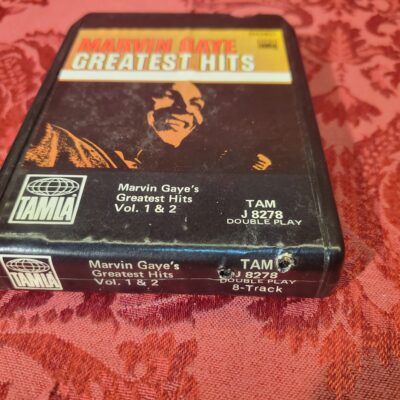 MARVIN GAYE
GREATEST HITS
TAMLA
Marvin Gaye's
Greatest Hits
Vol. 1 & 2
TAM
J 8278
DOUBLE PLAY
TAMLA
Marvin Gaye's
Greatest Hits
Vol. 1 & 2
TAM
J 8278
DOUBLE PLAY
8-Track